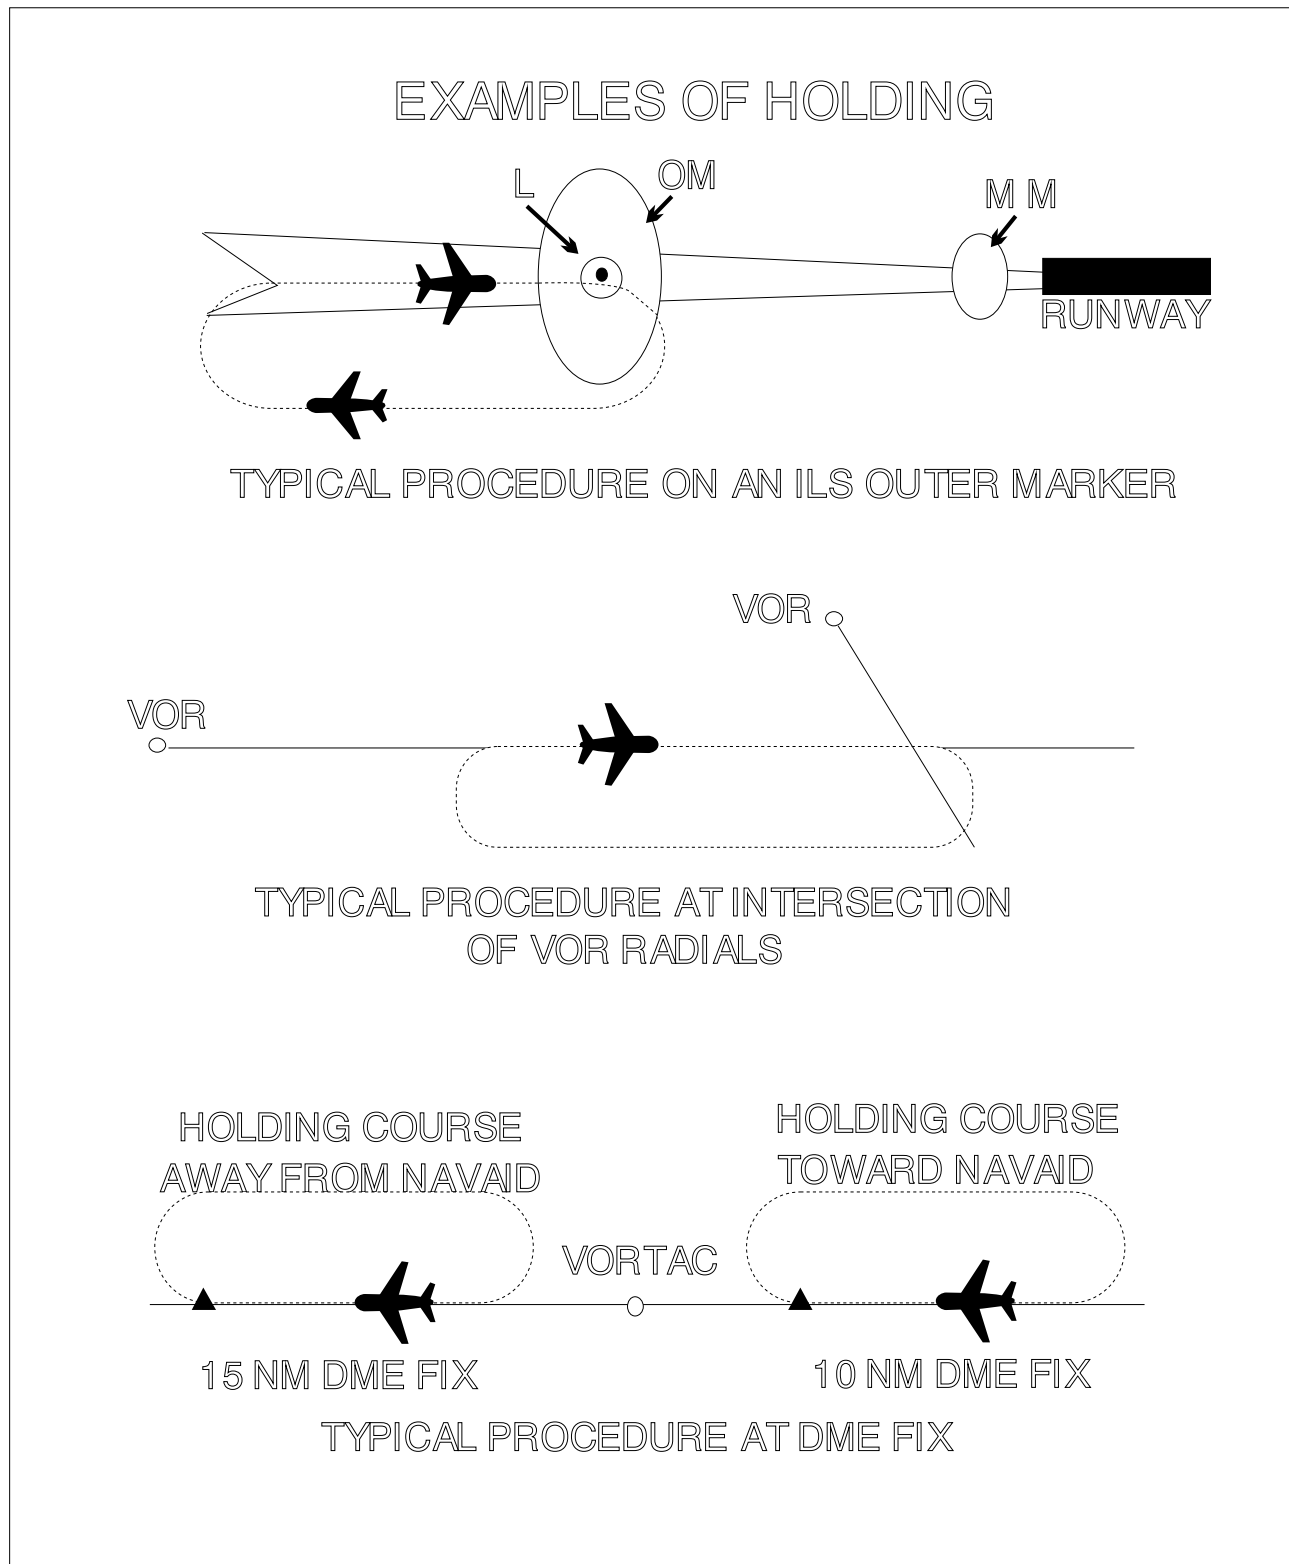 EXAMPLES OF HOLDING
L
OM
M M
RUNWAY
TYPICAL PROCEDURE ON AN ILS OUTER MARKER
VOR
VOR
TYPICAL PROCEDURE AT INTERSECTION
OF VOR RADIALS
HOLDING COURSE
AWAY FROM NAVAID
HOLDING COURSE
TOWARD NAVAID
VORTAC
15 NM DME FIX
10 NM DME FIX
TYPICAL PROCEDURE AT DME FIX